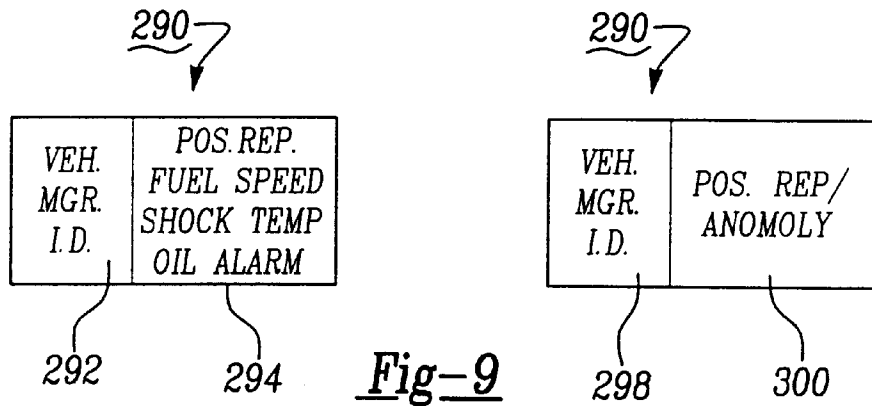 290
VEH.
MGR.
I.D.
POS. REP.
FUEL SPEED
SHOCK TEMP
OIL ALARM
292
294
290
VEH.
MGR.
I.D.
POS. REP/
ANOMOLY
298
300
Fig-9